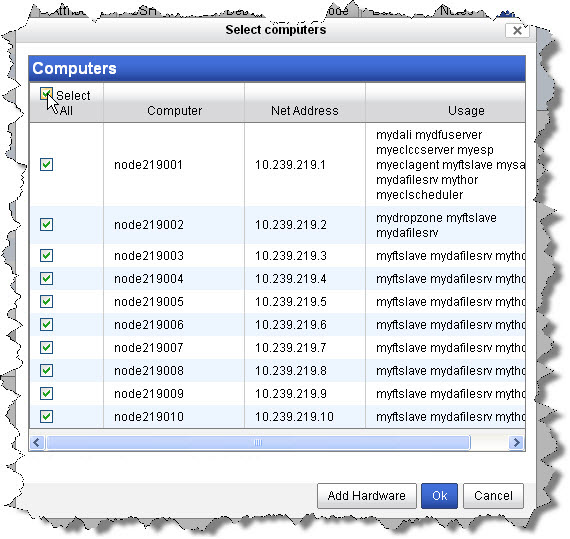 Select computers
Computers
Select
All
Computer
Net Address
Usage
node219001
10.239.219.1
mydali mydfuserver
myeclccserver myesp
myeclagent myftslave mysa
mydafilesrv mythor
myeclscheduler
node219002
10.239.219.2
mydropzone myftslave
mydafilesrv
node219003
10.239.219.3
myftslave mydafilesrv mytho
node219004
10.239.219.4
myftslave mydafilesrv mytho
node219005
10.239.219.5
myftslave mydafilesrv mytho
node219006
10.239.219.6
myftslave mydafilesrv mytho
node219007
10.239.219.7
myftslave mydafilesrv mytho
node219008
10.239.219.8
myftslave mydafilesrv mytho
node219009
10.239.219.9
myftslave mydafilesrv mytho
node219010
10.239.219.10
myftslave mydafilesrv mytho
Add Hardware
Ok
Cancel